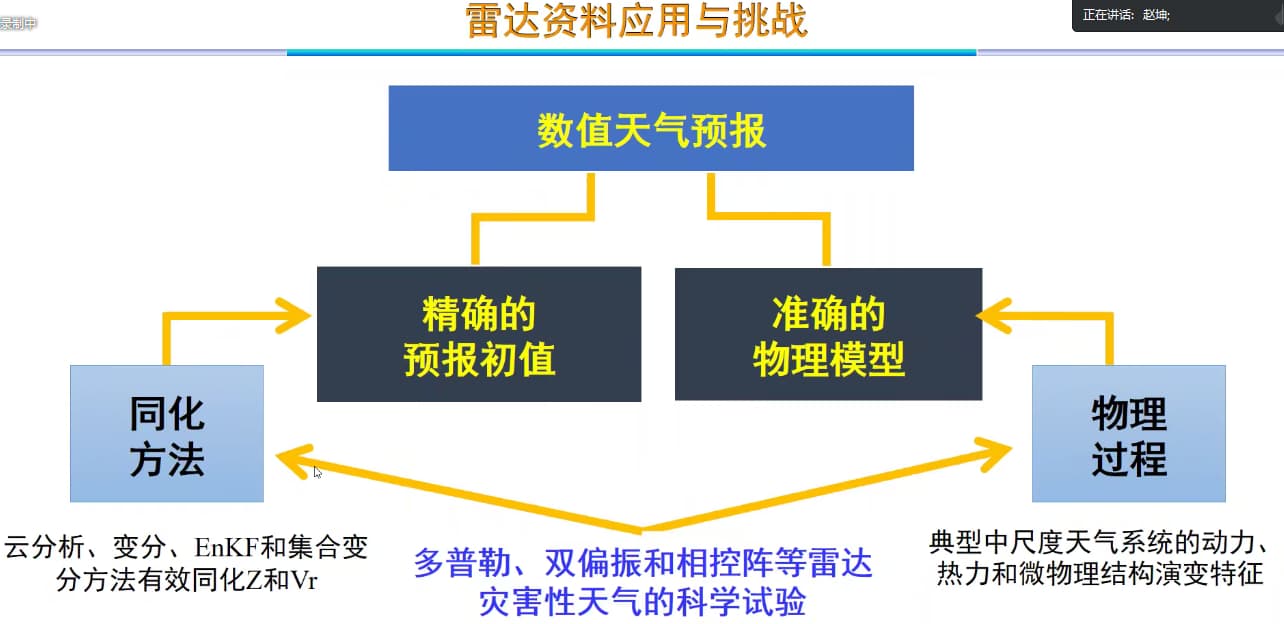 录制中
雷达资料应用与挑战
正在讲话: 赵坤;
数值天气预报
精确的
预报初值
准确的
物理模型
同化
方法
物理
过程
云分析、变分、EnKF和集合变
分方法有效同化Z和Vr
多普勒、双偏振和相控阵等雷达
灾害性天气的科学试验
典型中尺度天气系统的动力、
热力和微物理结构演变特征